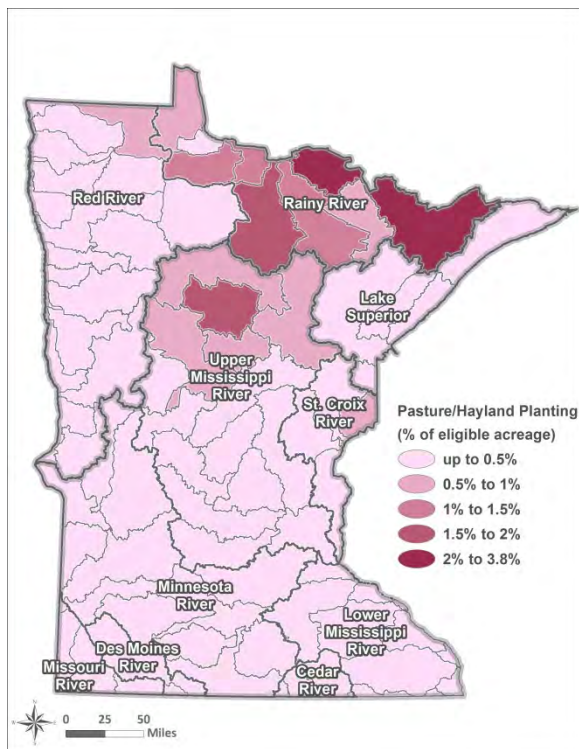 Red River
Rainy River
Lake
Superior
Upper
Mississippi River
St. Croix
River
Pasture/Hayland Planting
(% of eligible acreage)
up to 0.5%
0.5% to 1%
1% to 1.5%
1.5% to 2%
2% to 3.8%
Minnesota
River
Lower
Mississippi
River
Des Moines
River
Missouri
River
Cedar
River
N
W
E
S
0 25 50
Miles